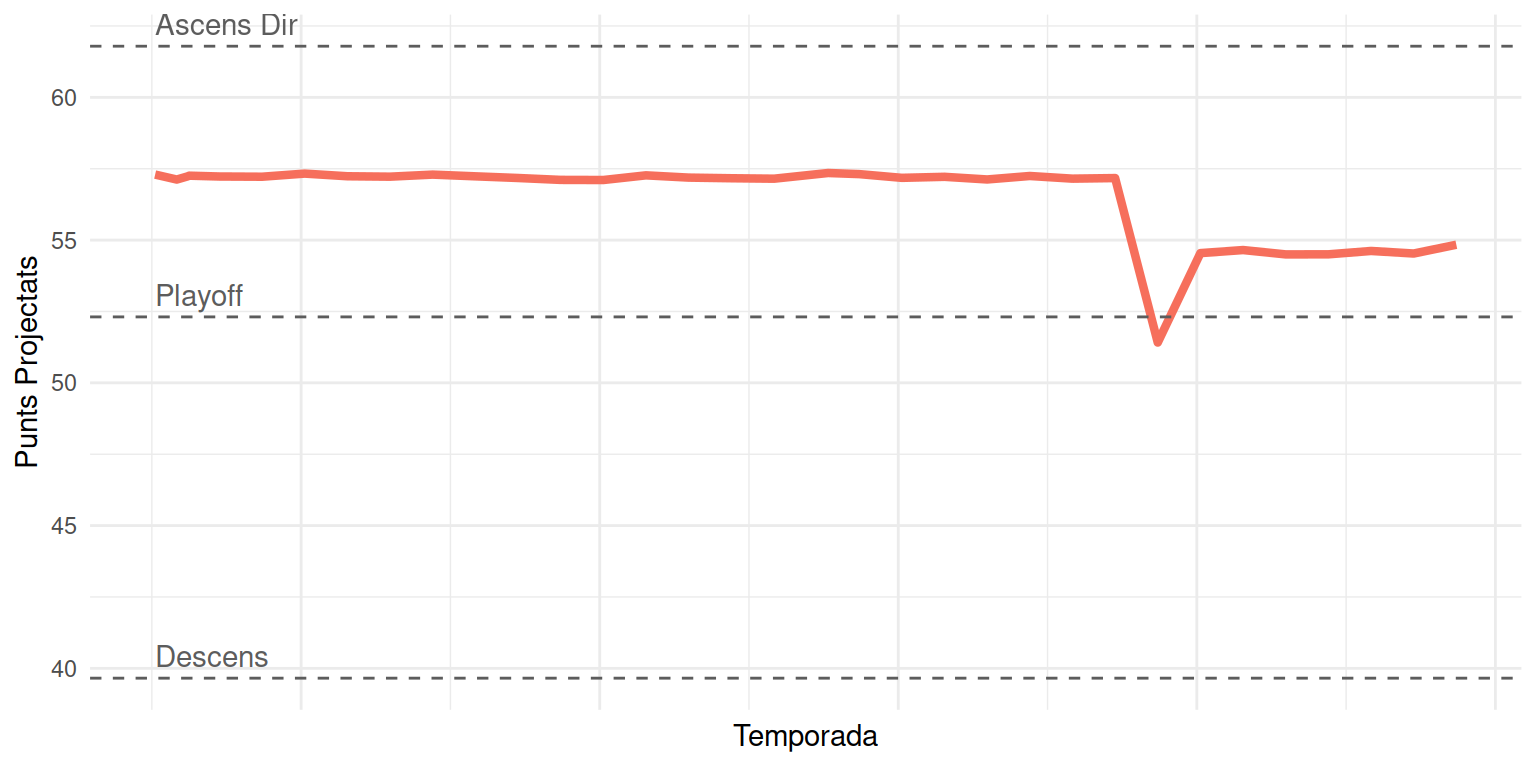 Ascens Dir
60
55
Playoff
50
45
Descens
40
Punts Projectats
Temporada